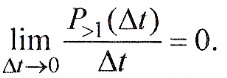 lim_{Δt→0} P_{>1}(Δt)/Δt = 0.